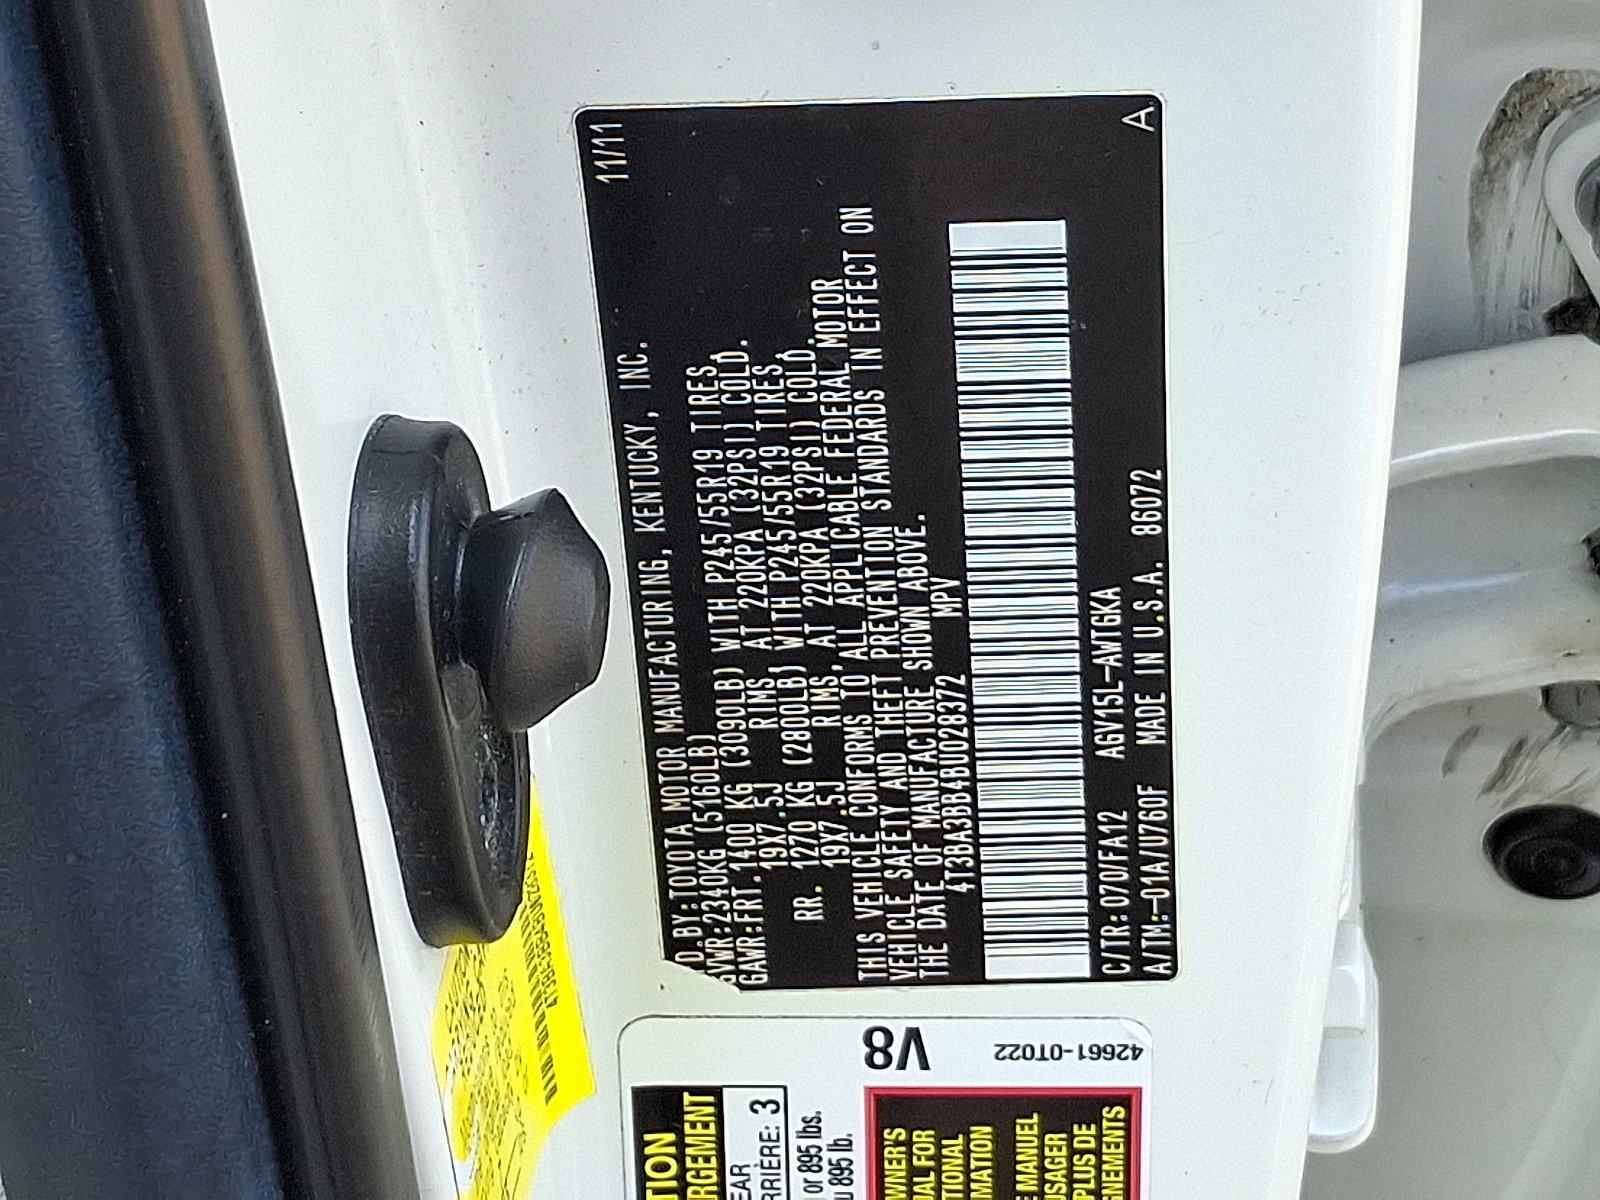 11/11
D.BY:TOYOTA MOTOR MANUFACTURING, KENTUCKY, INC.
GVWR:2340KG (5160LB)
GAWR:FRT.1400 KG (3090LB) WITH P245/55R19 TIRES,
19X7.5J RIMS, AT 220KPA (32PSI) COLD.
RR. 1270 KG (2800LB) WITH P245/55R19 TIRES,
19X7.5J RIMS, AT 220KPA (32PSI) COLD.
THIS VEHICLE CONFORMS TO ALL APPLICABLE FEDERAL MOTOR
VEHICLE SAFETY AND THEFT PREVENTION STANDARDS IN EFFECT ON
THE DATE OF MANUFACTURE SHOWN ABOVE.
4T3BA3BB4BU028372 MPV
C/TR:070/FA12 AGV15L-AWTGKA
A/TM:-01A/U760F MADE IN U.S.A. 86072 A
V8
42661-0T022
TION
RGEMENT
EAR
RRIÈRE: 3
or 895 lbs.
u 895 lb.
OWNER'S
UAL FOR
TIONAL
MATION
E MANUEL
USAGER
PLUS DE
GNEMENTS